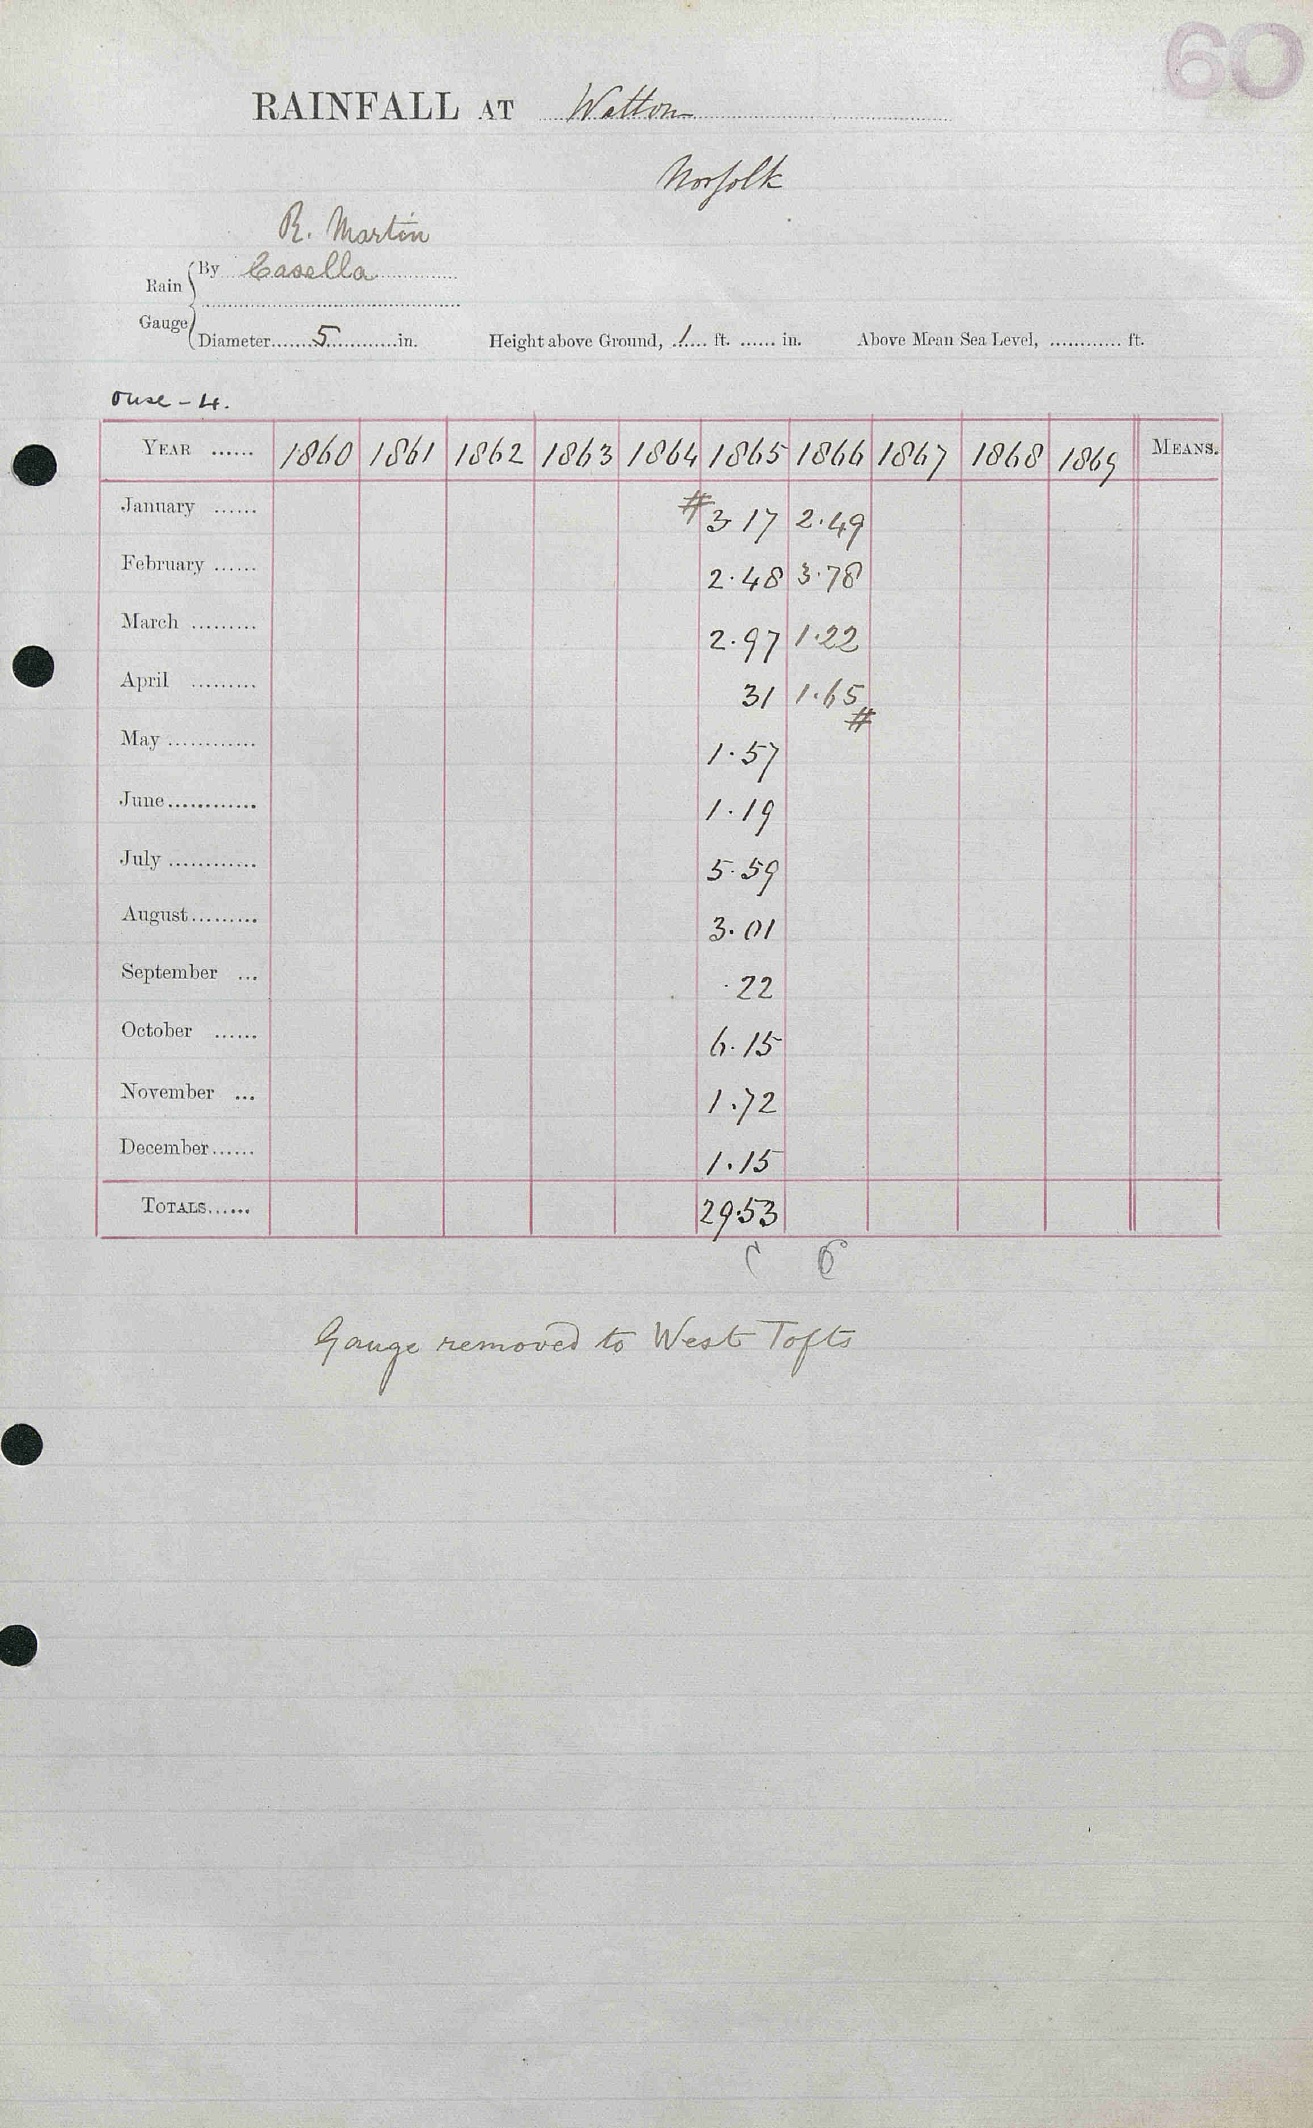 60
RAINFALL AT Watton
Norfolk
R. Martin
Rain Gauge By Casella
Diameter 5 in. Height above Ground, 1 ft. in. Above Mean Sea Level, ft.
Ouse - 4.
YEAR 1860 1861 1862 1863 1864 1865 1866 1867 1868 1869 MEANS.
January # 3 17 2.49
February 2.48 3.78
March 2.97 1.22
April 31 1.65 #
May 1.57
June 1.19
July 5.59
August 3.01
September .22
October 6.15
November 1.72
December 1.15
TOTALS 29.53
Gauge removed to West Tofts